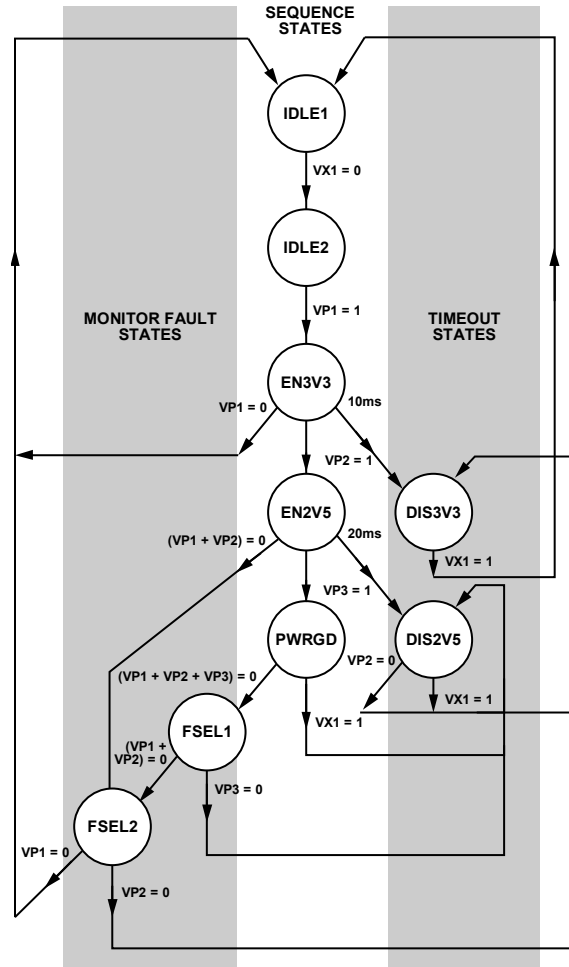 SEQUENCE
STATES
IDLE1
VX1 = 0
IDLE2
MONITOR FAULT
STATES
VP1 = 1
TIMEOUT
STATES
EN3V3
VP1 = 0
10ms
VP2 = 1
EN2V5
DIS3V3
(VP1 + VP2) = 0
20ms
VX1 = 1
VP3 = 1
PWRGD
DIS2V5
VP2 = 0
(VP1 + VP2 + VP3) = 0
VX1 = 1
VX1 = 1
FSEL1
(VP1 +
VP2) = 0
VP3 = 0
FSEL2
VP1 = 0
VP2 = 0